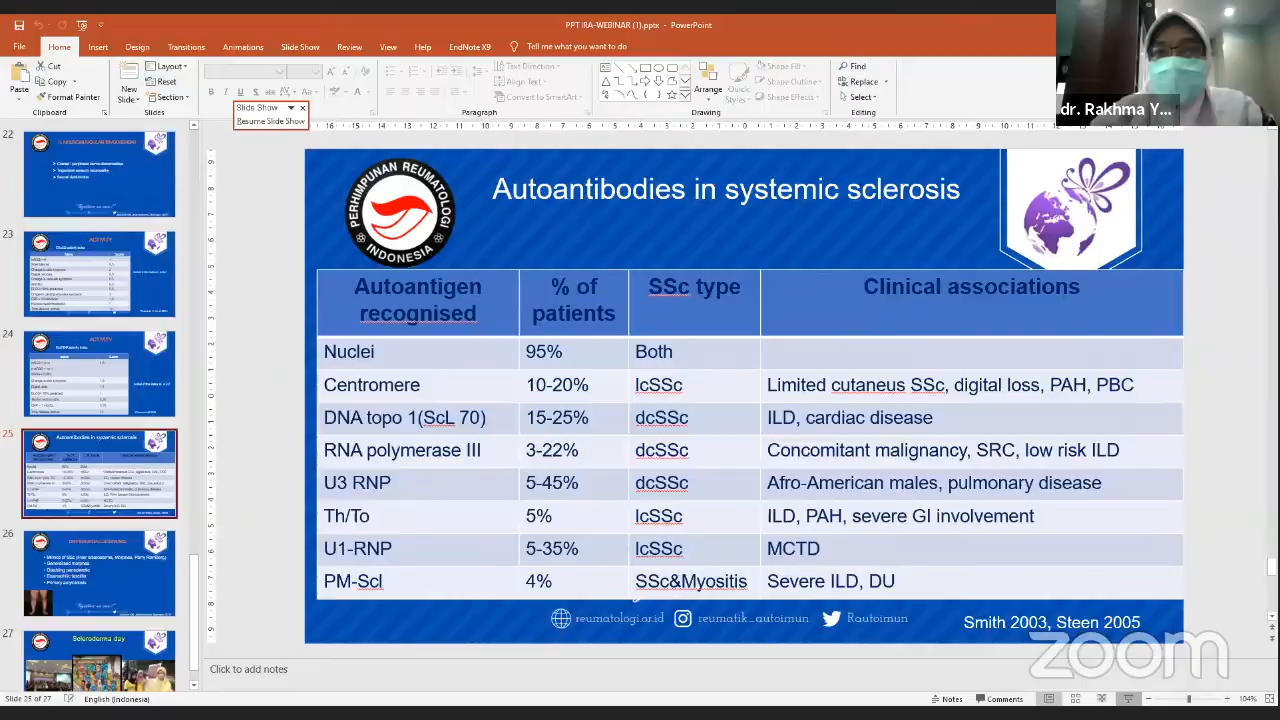 PPT IRA-WEBINAR (1).pptx - PowerPoint
File Home Insert Design Transitions Animations Slide Show Review View Help EndNote X9 Tell me what you want to do
Paste
Cut
Copy
Clipboard
New Slide
Layout
Reset
Section
Text Direction
Align Text
Convert to SmartArt
Paragraph
Arrange
Quick Styles
Shape Fill
Shape Outline
Shape Effects
Drawing
Find
Replace
Select
Editing
dr. Rakhma Y...
Slide Show
Resume Slide Show
22
23
ACTIVITY
24
ACTIVITY
25
Autoantibodies in systemic sclerosis
26
27
Scleroderma day
PERHIMPUNAN REUMATOLOGI INDONESIA
Autoantibodies in systemic sclerosis
Autoantigen recognised % of patients SSc type Clinical associations
Nuclei 95% Both
Centromere 10-20% lcSSc Limited cutaneus SSc, digital loss, PAH, PBC
DNA topo 1(ScL 70) 15-25% dcSSc ILD, cardiac disease
RNA polymerase III 3-22% dcSSc Concomitant malignancy, SRC, low risk ILD
U3 RNP 5-45% dcSSc Afro-American males, pulmonary disease
Th/To 5% lcSSc ILD, PAH, severe GI involvement
U1-RNP 5-35% lcSSc MCTD
PM-Scl 4% SSc&Myositis Severe ILD, DU
reumatologi.or.id reumatik_autoimun Rautoimun
Smith 2003, Steen 2005
zoom
Click to add notes
Slide 25 of 27 English (Indonesia) Notes Comments 104%